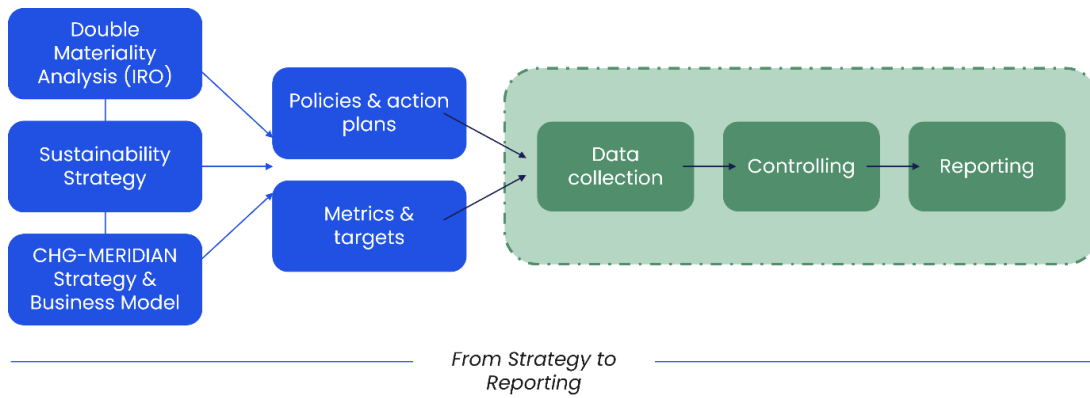 Double
Materiality
Analysis (IRO)
Sustainability
Strategy
CHG-MERIDIAN
Strategy &
Business Model
Policies & action
plans
Metrics &
targets
Data
collection
Controlling
Reporting
From Strategy to
Reporting